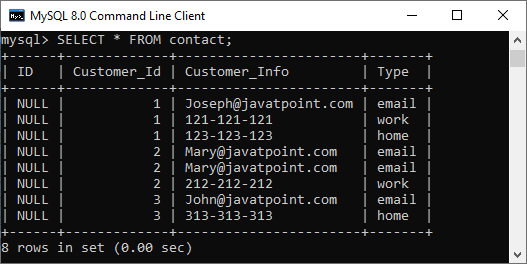 MySQL 8.0 Command Line Client
mysql> SELECT * FROM contact;
+------+-------------+-----------------------+-------+
| ID   | Customer_Id | Customer_Info         | Type  |
+------+-------------+-----------------------+-------+
| NULL |           1 | Joseph@javatpoint.com | email |
| NULL |           1 | 121-121-121           | work  |
| NULL |           1 | 123-123-123           | home  |
| NULL |           2 | Mary@javatpoint.com   | email |
| NULL |           2 | Mary@javatpoint.com   | email |
| NULL |           2 | 212-212-212           | work  |
| NULL |           3 | John@javatpoint.com   | email |
| NULL |           3 | 313-313-313           | home  |
+------+-------------+-----------------------+-------+
8 rows in set (0.00 sec)